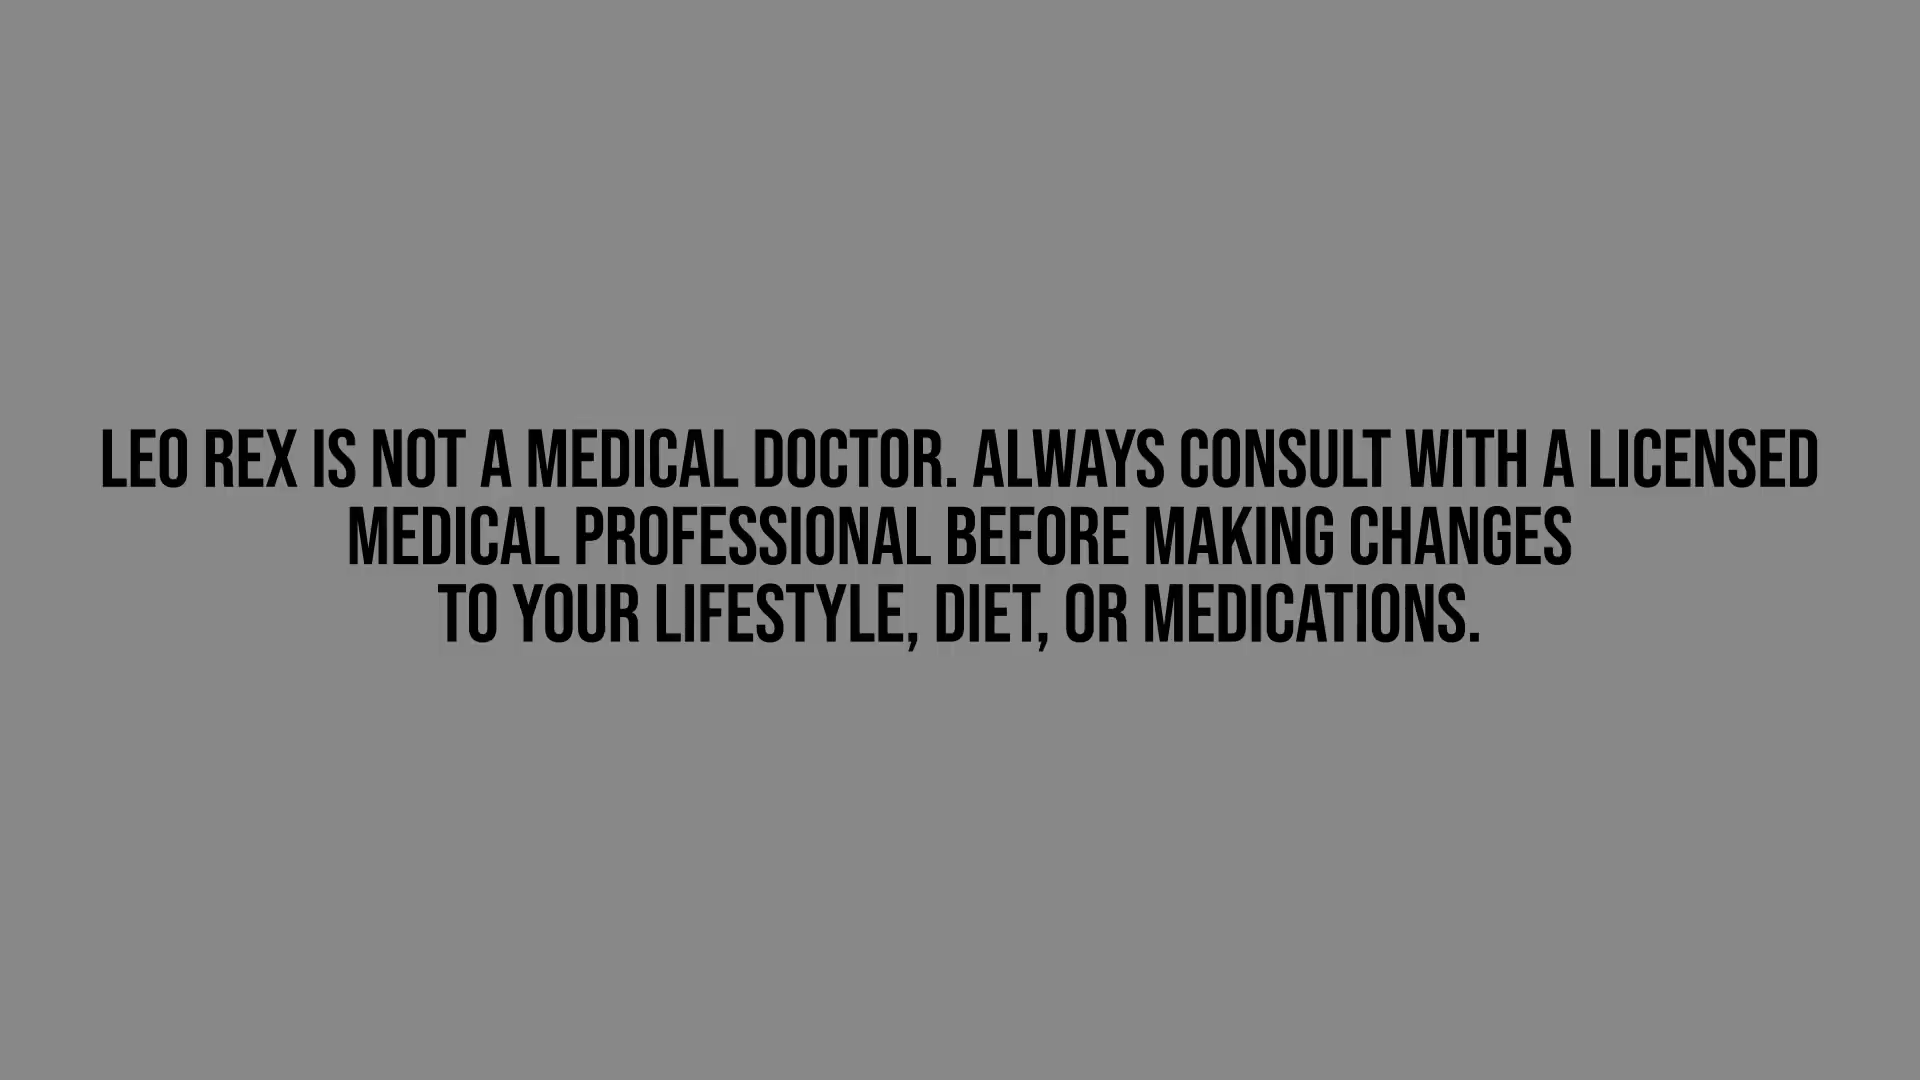 LEO REX IS NOT A MEDICAL DOCTOR. ALWAYS CONSULT WITH A LICENSED
MEDICAL PROFESSIONAL BEFORE MAKING CHANGES
TO YOUR LIFESTYLE, DIET, OR MEDICATIONS.